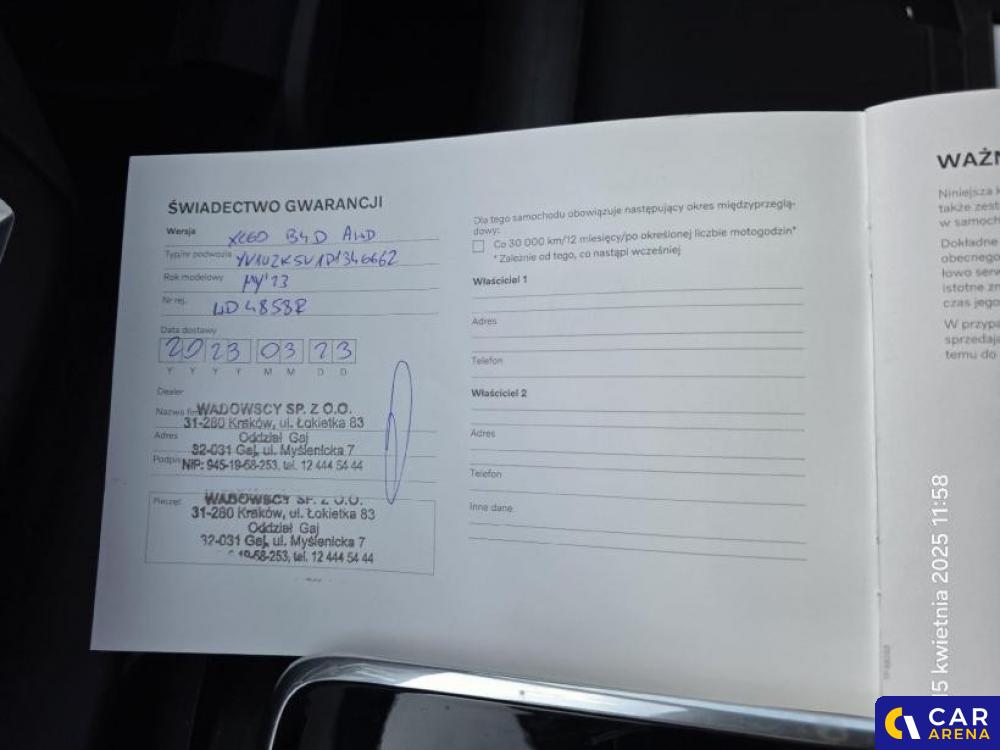 ŚWIADECTWO GWARANCJI
Wersja XC60 B4D AWD
Typ/nr podwozia YV1UZK5V1P1346662
Rok modelowy MY'23
Nr rej.
Data dostawy
2023 03 23
Y Y Y Y M M D D
Dealer
WADOWSCY SP. Z O.O.
31-280 Kraków, ul. Łokietka 83
Adres
Oddział Gaj
32-031 Gaj, ul. Myślenicka 7
NIP: 945-19-68-253, tel. 12 444 54 44
Pieczęć
WADOWSCY SP. Z O.O.
31-280 Kraków, ul. Łokietka 83
Oddział Gaj
32-031 Gaj, ul. Myślenicka 7
19-68-253, tel. 12 444 54 44
Dla tego samochodu obowiązuje następujący okres międzyprzeglą-
dowy:
Co 30 000 km/12 miesięcy/po określonej liczbie motogodzin*
* Zależnie od tego, co nastąpi wcześniej
Właściciel 1
Adres
Telefon
Właściciel 2
Adres
Telefon
Inne dane
WAŻN
Niniejsza k
także zest
w samoch
Dokładne
obecnego
łowo serw
istotne zm
czas jego
W przypa
sprzedają
temu do
15 kwietnia 2025 11:58
CAR
ARENA